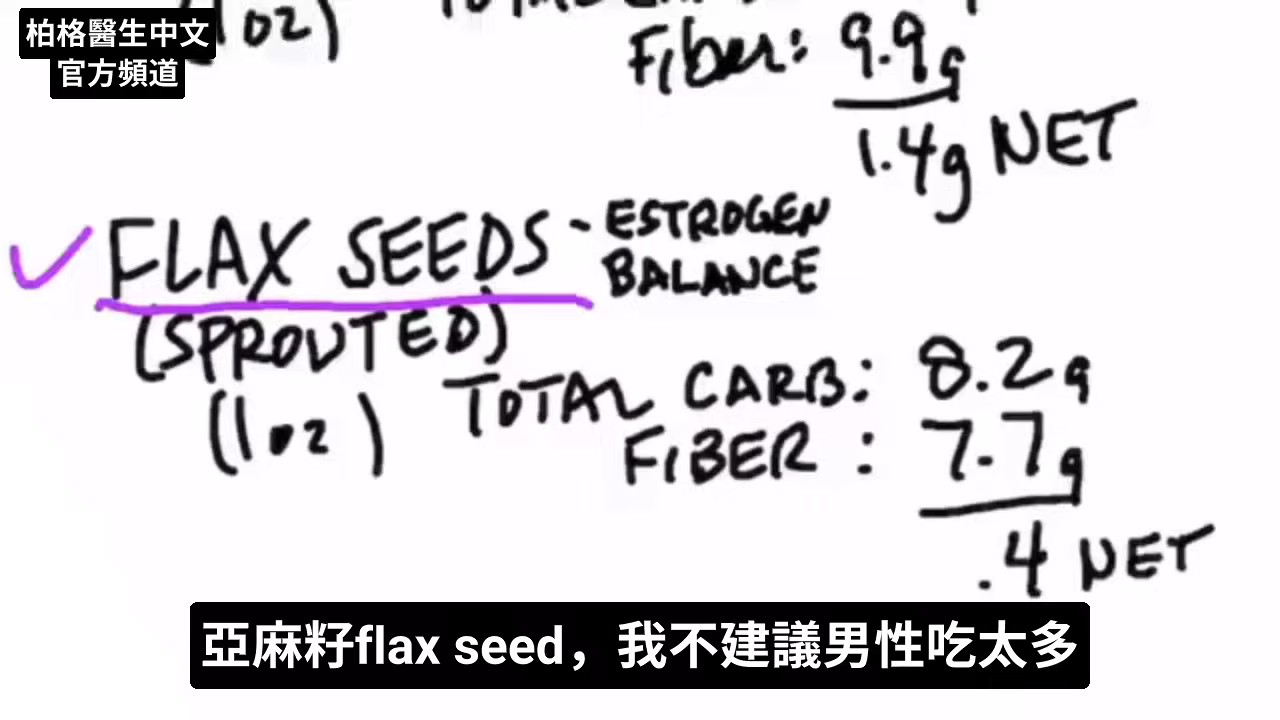 柏格醫生中文
官方頻道
(1oz)
Fiber: 9.9g
1.4g NET
FLAX SEEDS - ESTROGEN
BALANCE
(SPROUTED)
(1oz)
TOTAL CARB: 8.2g
FIBER: 7.7g
.4 NET
亞麻籽flax seed，我不建議男性吃太多